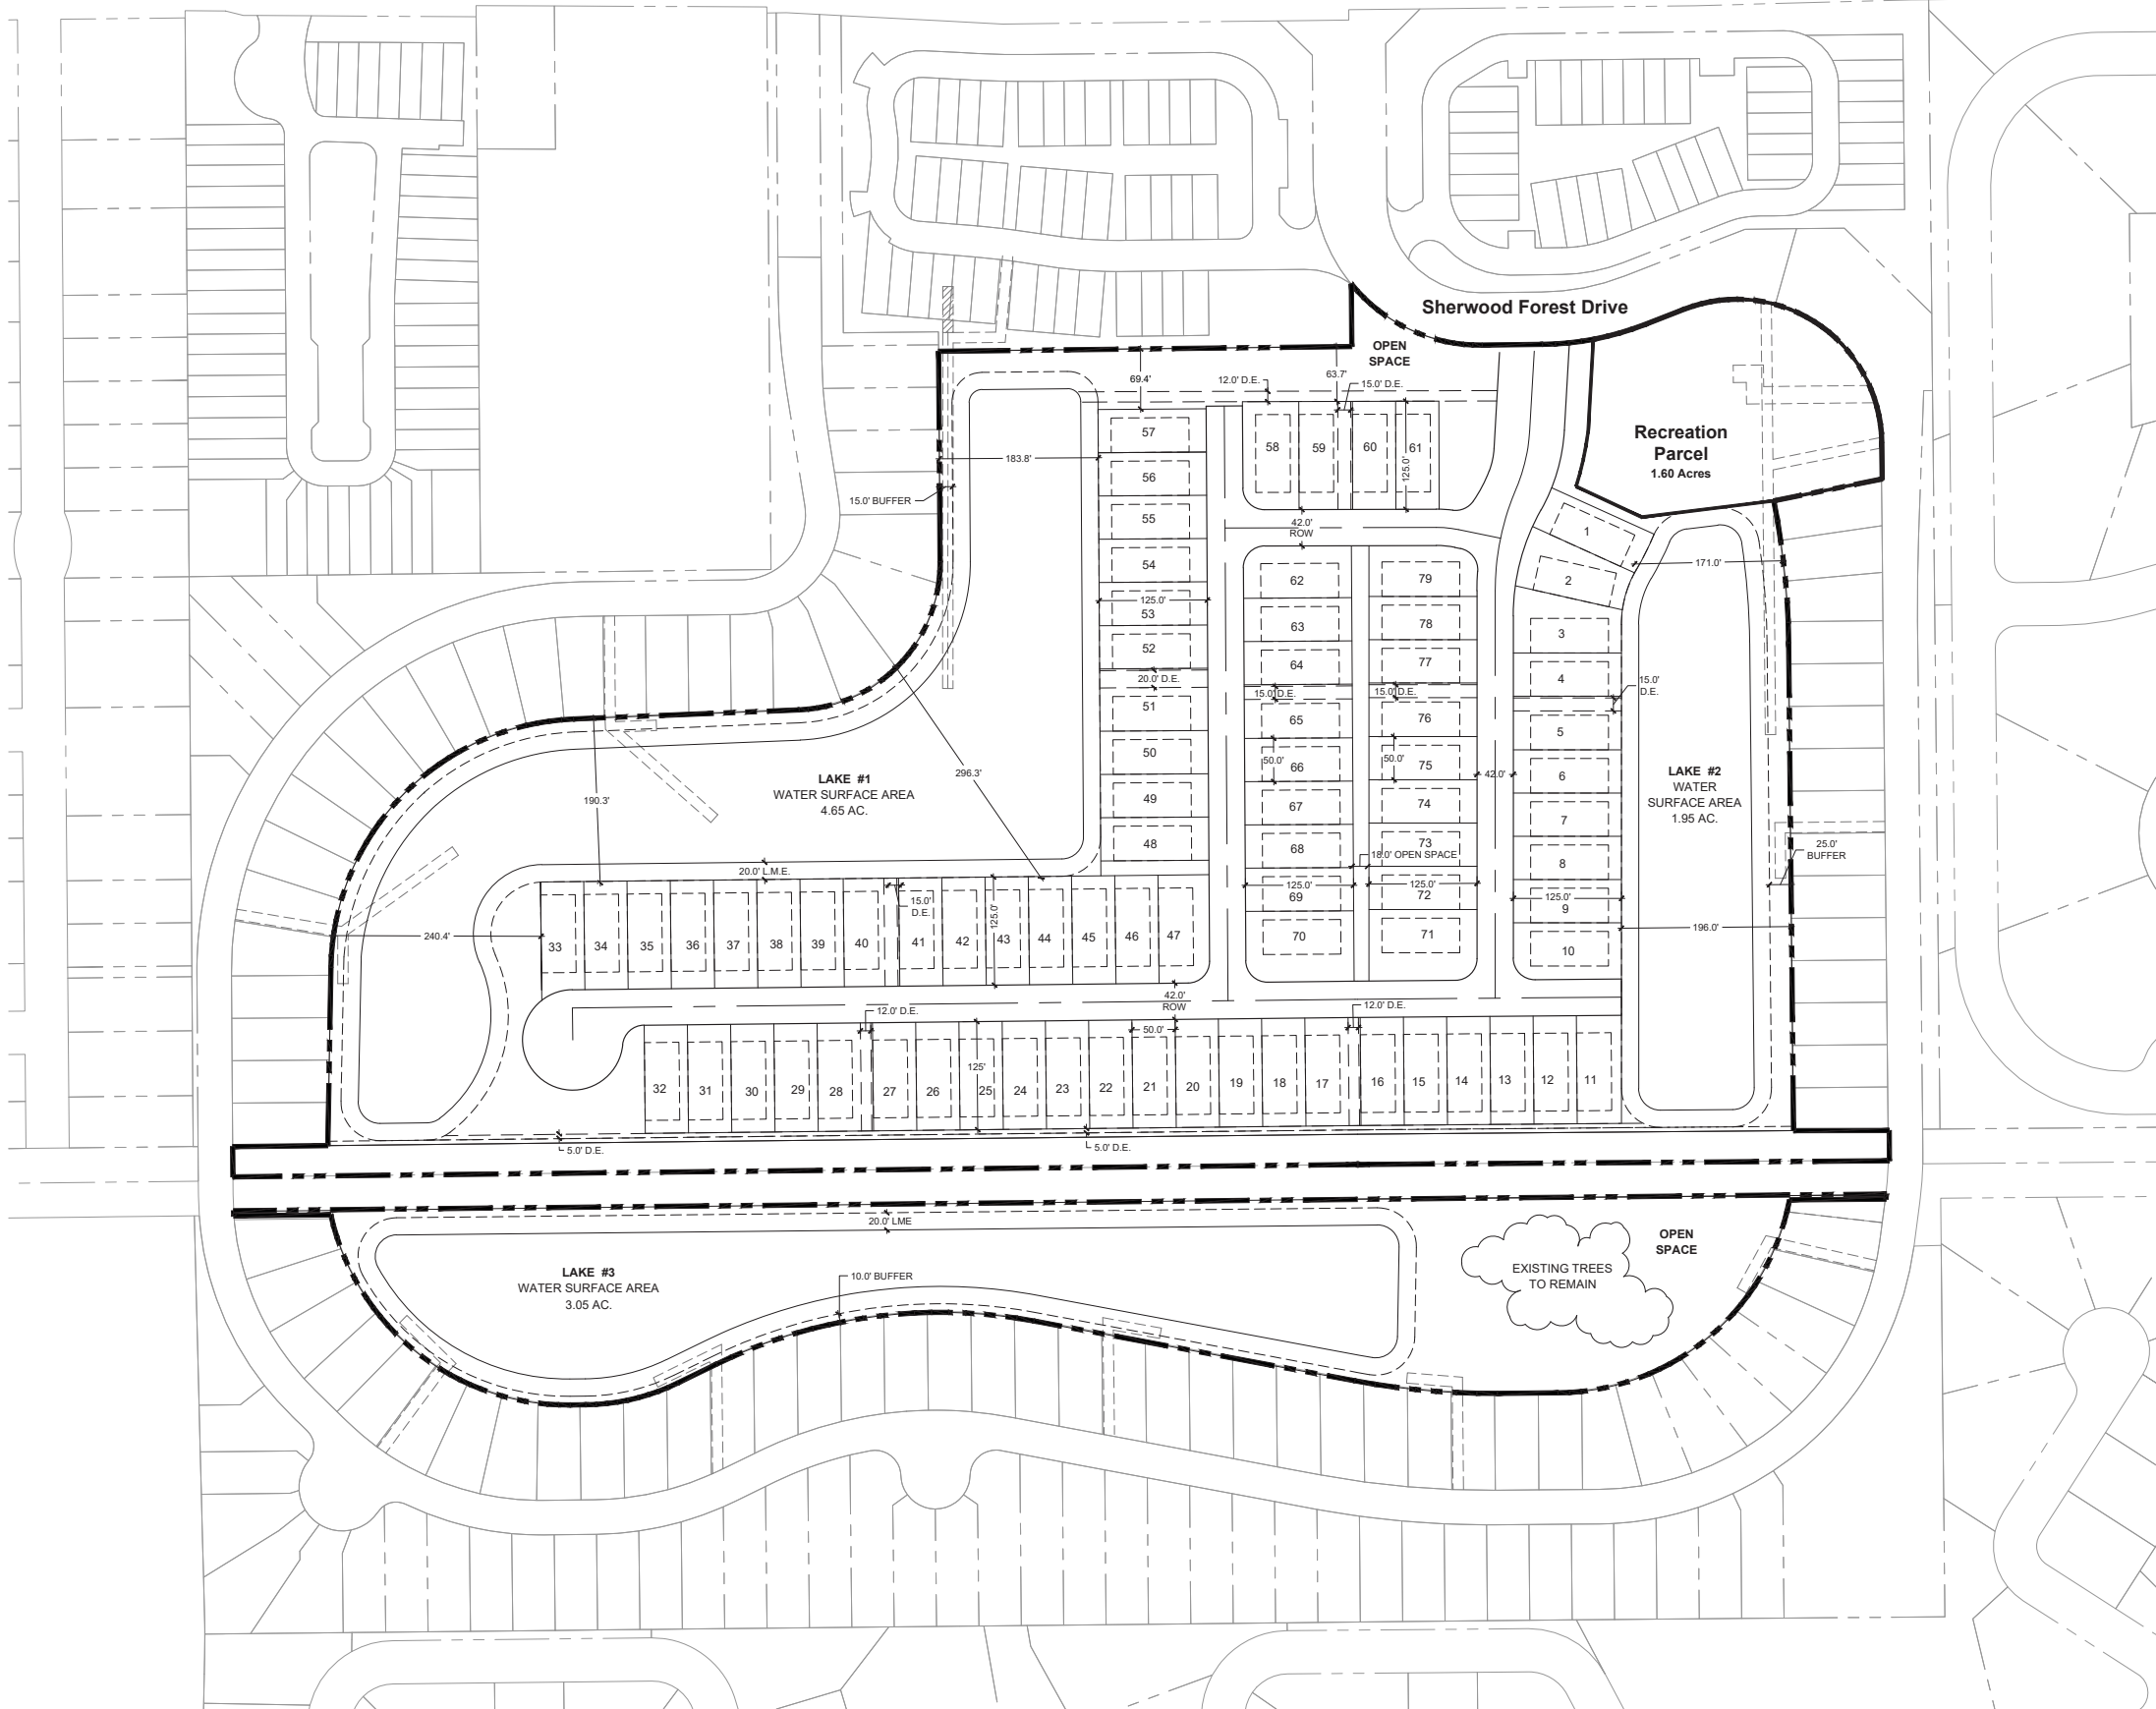 Sherwood Forest Drive
OPEN
SPACE
69.4'
12.0' D.E.
63.7'
15.0' D.E.
57
58
59
60
61
125.0'
Recreation
Parcel
1.60 Acres
183.8'
56
15.0' BUFFER
55
42.0'
ROW
1
54
171.0'
62
79
2
125.0'
53
63
78
3
52
64
77
4
20.0' D.E.
15.0' D.E.
15.0' D.E.
15.0'
D.E.
51
65
76
5
50
50.0'
66
50.0'
75
42.0'
6
LAKE #1
WATER SURFACE AREA
4.65 AC.
296.3'
190.3'
LAKE #2
WATER
SURFACE AREA
1.95 AC.
49
67
74
7
48
68
73
8
18.0' OPEN SPACE
25.0'
BUFFER
20.0' L.M.E.
125.0'
69
125.0'
72
125.0'
9
15.0'
D.E.
125.0'
240.4'
196.0'
33
34
35
36
37
38
39
40
41
42
43
44
45
46
47
70
71
10
42.0'
ROW
12.0' D.E.
12.0' D.E.
50.0'
125'
32
31
30
29
28
27
26
25
24
23
22
21
20
19
18
17
16
15
14
13
12
11
5.0' D.E.
5.0' D.E.
20.0' LME
OPEN
SPACE
LAKE #3
WATER SURFACE AREA
3.05 AC.
10.0' BUFFER
EXISTING TREES
TO REMAIN